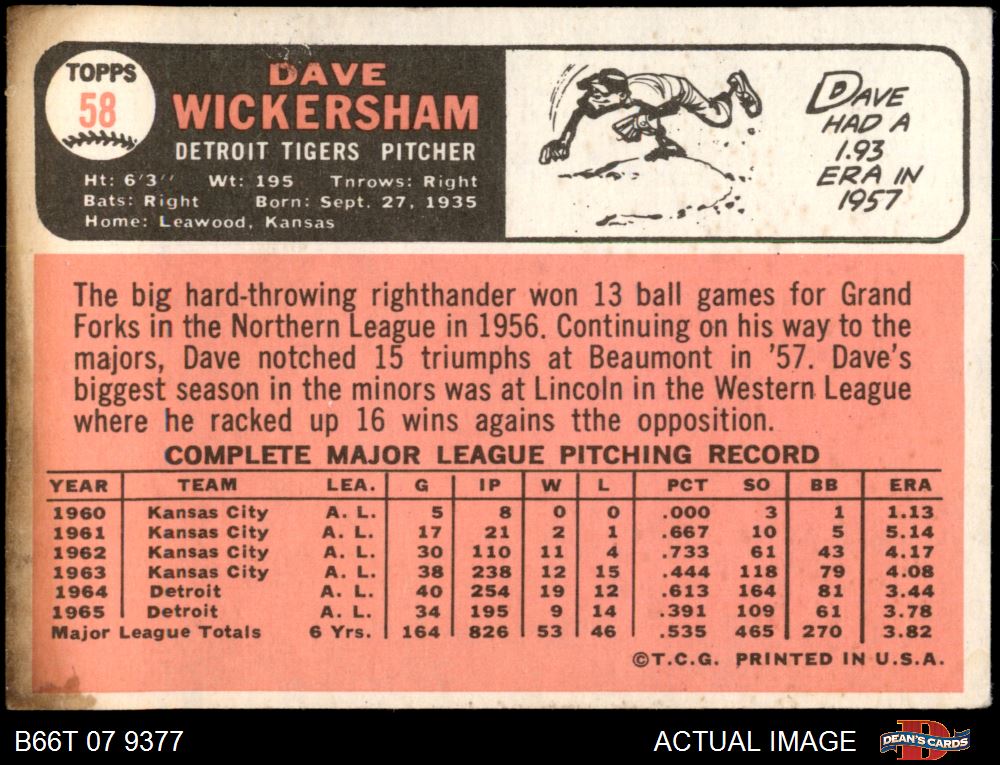 TOPPS
58
DAVE
WICKERSHAM
DETROIT TIGERS PITCHER
Ht: 6'3" Wt: 195 Throws: Right
Bats: Right Born: Sept. 27, 1935
Home: Leawood, Kansas
DAVE
HAD A
1.93
ERA IN
1957
The big hard-throwing righthander won 13 ball games for Grand
Forks in the Northern League in 1956. Continuing on his way to the
majors, Dave notched 15 triumphs at Beaumont in '57. Dave's
biggest season in the minors was at Lincoln in the Western League
where he racked up 16 wins agains tthe opposition.
COMPLETE MAJOR LEAGUE PITCHING RECORD
YEAR TEAM LEA. G IP W L PCT SO BB ERA
1960 Kansas City A. L. 5 8 0 0 .000 3 1 1.13
1961 Kansas City A. L. 17 21 2 1 .667 10 5 5.14
1962 Kansas City A. L. 30 110 11 4 .733 61 43 4.17
1963 Kansas City A. L. 38 238 12 15 .444 118 79 4.08
1964 Detroit A. L. 40 254 19 12 .613 164 81 3.44
1965 Detroit A. L. 34 195 9 14 .391 109 61 3.78
Major League Totals 6 Yrs. 164 826 53 46 .535 465 270 3.82
©T.C.G. PRINTED IN U.S.A.
B66T 07 9377
ACTUAL IMAGE
D
DEAN'S CARDS